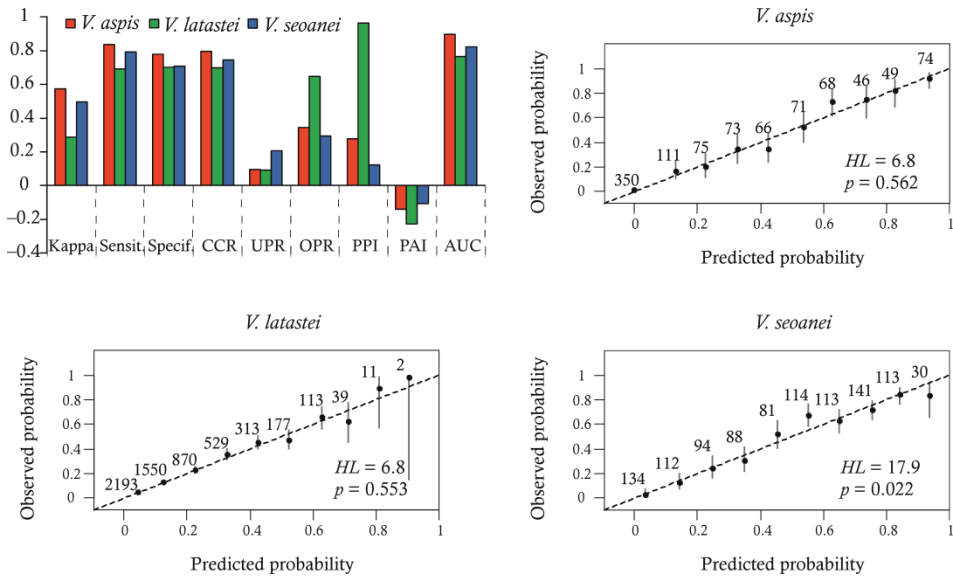 1
0.8
0.6
0.4
0.2
0
−0.2
−0.4
V. aspis V. latastei V. seoanei
Kappa Sensit. Specif. CCR UPR OPR PPI PAI AUC
V. aspis
Observed probability
1
0.8
0.6
0.4
0.2
0
350 111 75 73 66 71 68 46 49 74
HL = 6.8
p = 0.562
0 0.2 0.4 0.6 0.8 1
Predicted probability
V. latastei
Observed probability
1
0.8
0.6
0.4
0.2
0
2193 1550 870 529 313 177 113 39 11 2
HL = 6.8
p = 0.553
0 0.2 0.4 0.6 0.8 1
Predicted probability
V. seoanei
Observed probability
1
0.8
0.6
0.4
0.2
0
134 112 94 88 81 114 113 141 113 30
HL = 17.9
p = 0.022
0 0.2 0.4 0.6 0.8 1
Predicted probability